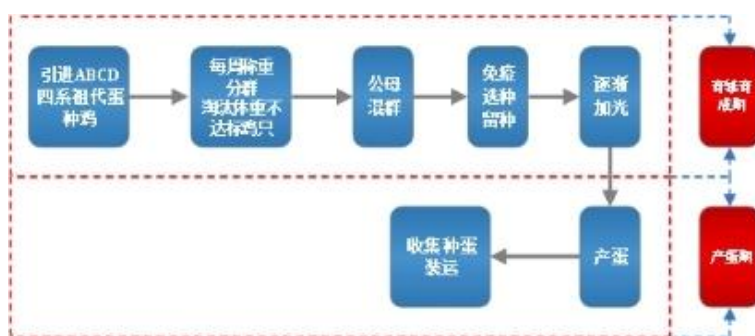 引进ABCD
四系祖代蛋
种鸡
每周称重
分群
淘汰体重不
达标鸡只
公母
混群
免疫
选种
留种
逐渐
加光
育雏育
成期
收集种蛋
装运
产蛋
产蛋期